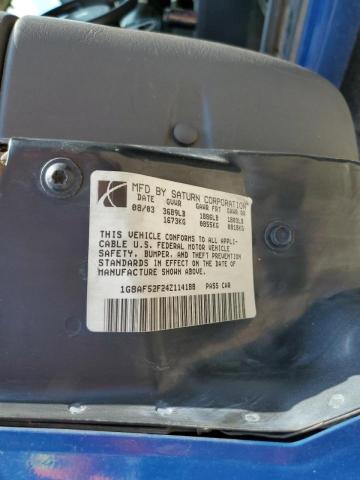 MFD BY SATURN CORPORATION
DATE GVWR GAWR FRT GAWR RR
08/03 3689LB 1886LB 1803LB
1673KG 0855KG 0818KG
THIS VEHICLE CONFORMS TO ALL APPLI-
CABLE U.S. FEDERAL MOTOR VEHICLE
SAFETY, BUMPER, AND THEFT PREVENTION
STANDARDS IN EFFECT ON THE DATE OF
MANUFACTURE SHOWN ABOVE.
1G8AF52F24Z114188 PASS CAR